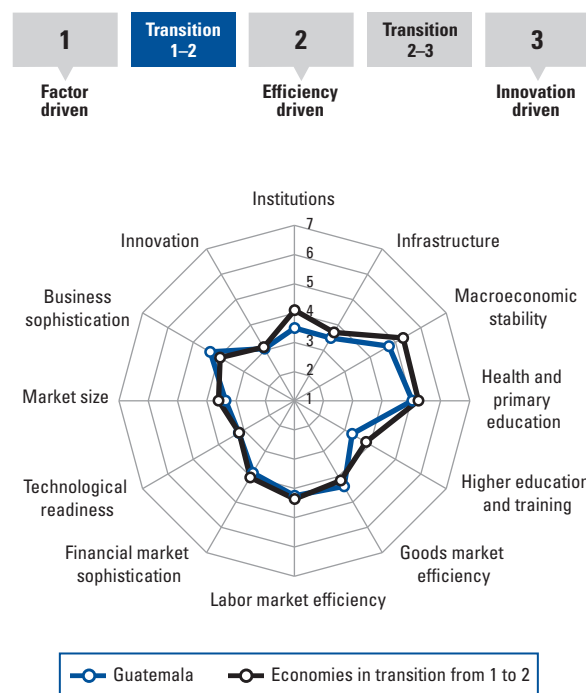 1
Transition
1–2
2
Transition
2–3
3
Factor
driven
Efficiency
driven
Innovation
driven
Institutions
Innovation
Infrastructure
Business
sophistication
Macroeconomic
stability
Market size
Health and
primary
education
Technological
readiness
Higher education
and training
Financial market
sophistication
Goods market
efficiency
Labor market efficiency
7
6
5
4
3
2
1
Guatemala
Economies in transition from 1 to 2